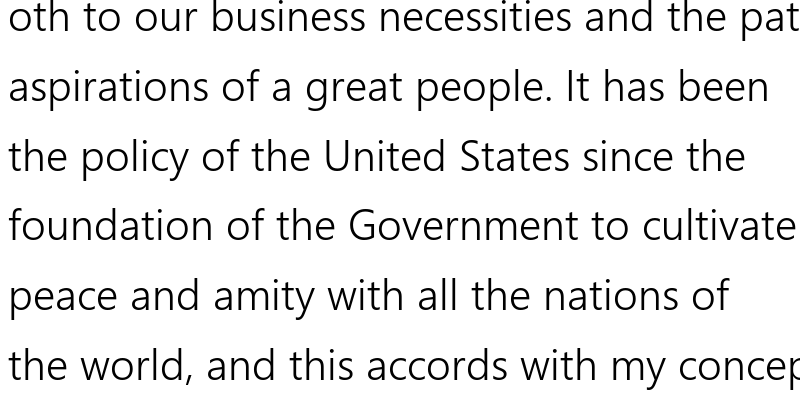 oth to our business necessities and the pat
aspirations of a great people. It has been
the policy of the United States since the
foundation of the Government to cultivate
peace and amity with all the nations of
the world, and this accords with my concep